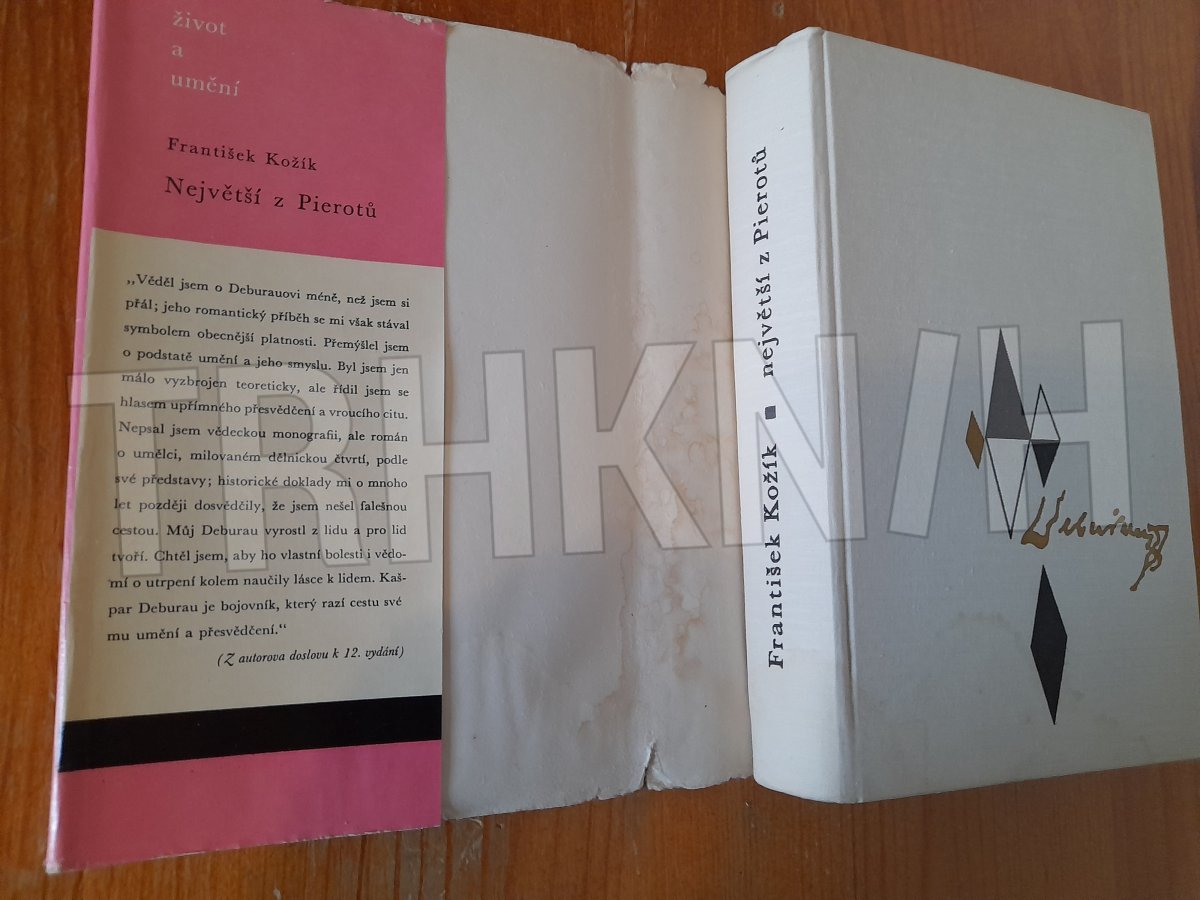 život
a
umění
František Kožík
Největší z Pierotů
„Věděl jsem o Deburauovi méně, než jsem si
přál; jeho romantický příběh se mi však stával
symbolem obecnější platnosti. Přemýšlel jsem
o podstatě umění a jeho smyslu. Byl jsem jen
málo vyzbrojen teoreticky, ale řídil jsem se
hlasem upřímného přesvědčení a vroucího citu.
Nepsal jsem vědeckou monografii, ale román
o umělci, milovaném dělnickou čtvrtí, podle
své představy; historické doklady mi o mnoho
let později dosvědčily, že jsem nešel falešnou
cestou. Můj Deburau vyrostl z lidu a pro lid
tvoří. Chtěl jsem, aby ho vlastní bolesti i vědo-
mí o utrpení kolem naučily lásce k lidem. Kaš-
par Deburau je bojovník, který razí cestu své
mu umění a přesvědčení.“
(Z autorova doslovu k 12. vydání)
František Kožík ■ největší z Pierotů
Deburau
TRHKNIH